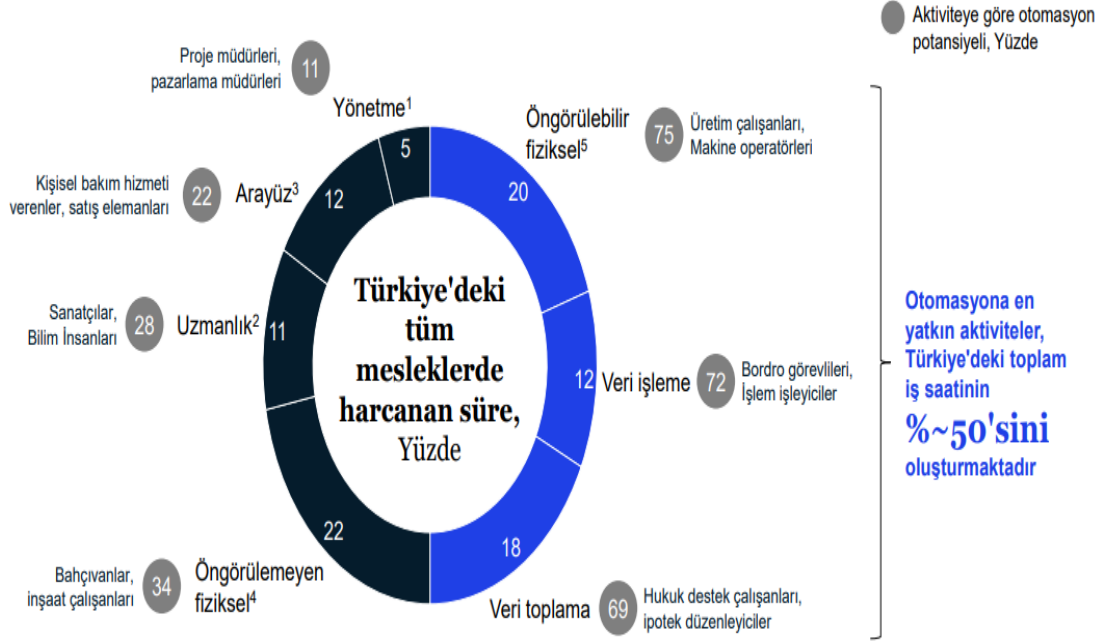 Aktiviteye göre otomasyon
potansiyeli, Yüzde
Proje müdürleri,
pazarlama müdürleri
11
Yönetme1
5
Öngörülebilir
fiziksel5
75
Üretim çalışanları,
Makine operatörleri
20
Kişisel bakım hizmeti
verenler, satış elemanları
22
Arayüz3
12
Sanatçılar,
Bilim İnsanları
28
Uzmanlık2
11
Türkiye'deki
tüm
mesleklerde
harcanan süre,
Yüzde
12
Veri işleme
72
Bordro görevlileri,
İşlem işleyiciler
Otomasyona en
yatkın aktiviteler,
Türkiye'deki toplam
iş saatinin
%~50'sini
oluşturmaktadır
Bahçıvanlar,
inşaat çalışanları
34
Öngörülemeyen
fiziksel4
22
18
Veri toplama
69
Hukuk destek çalışanları,
ipotek düzenleyiciler